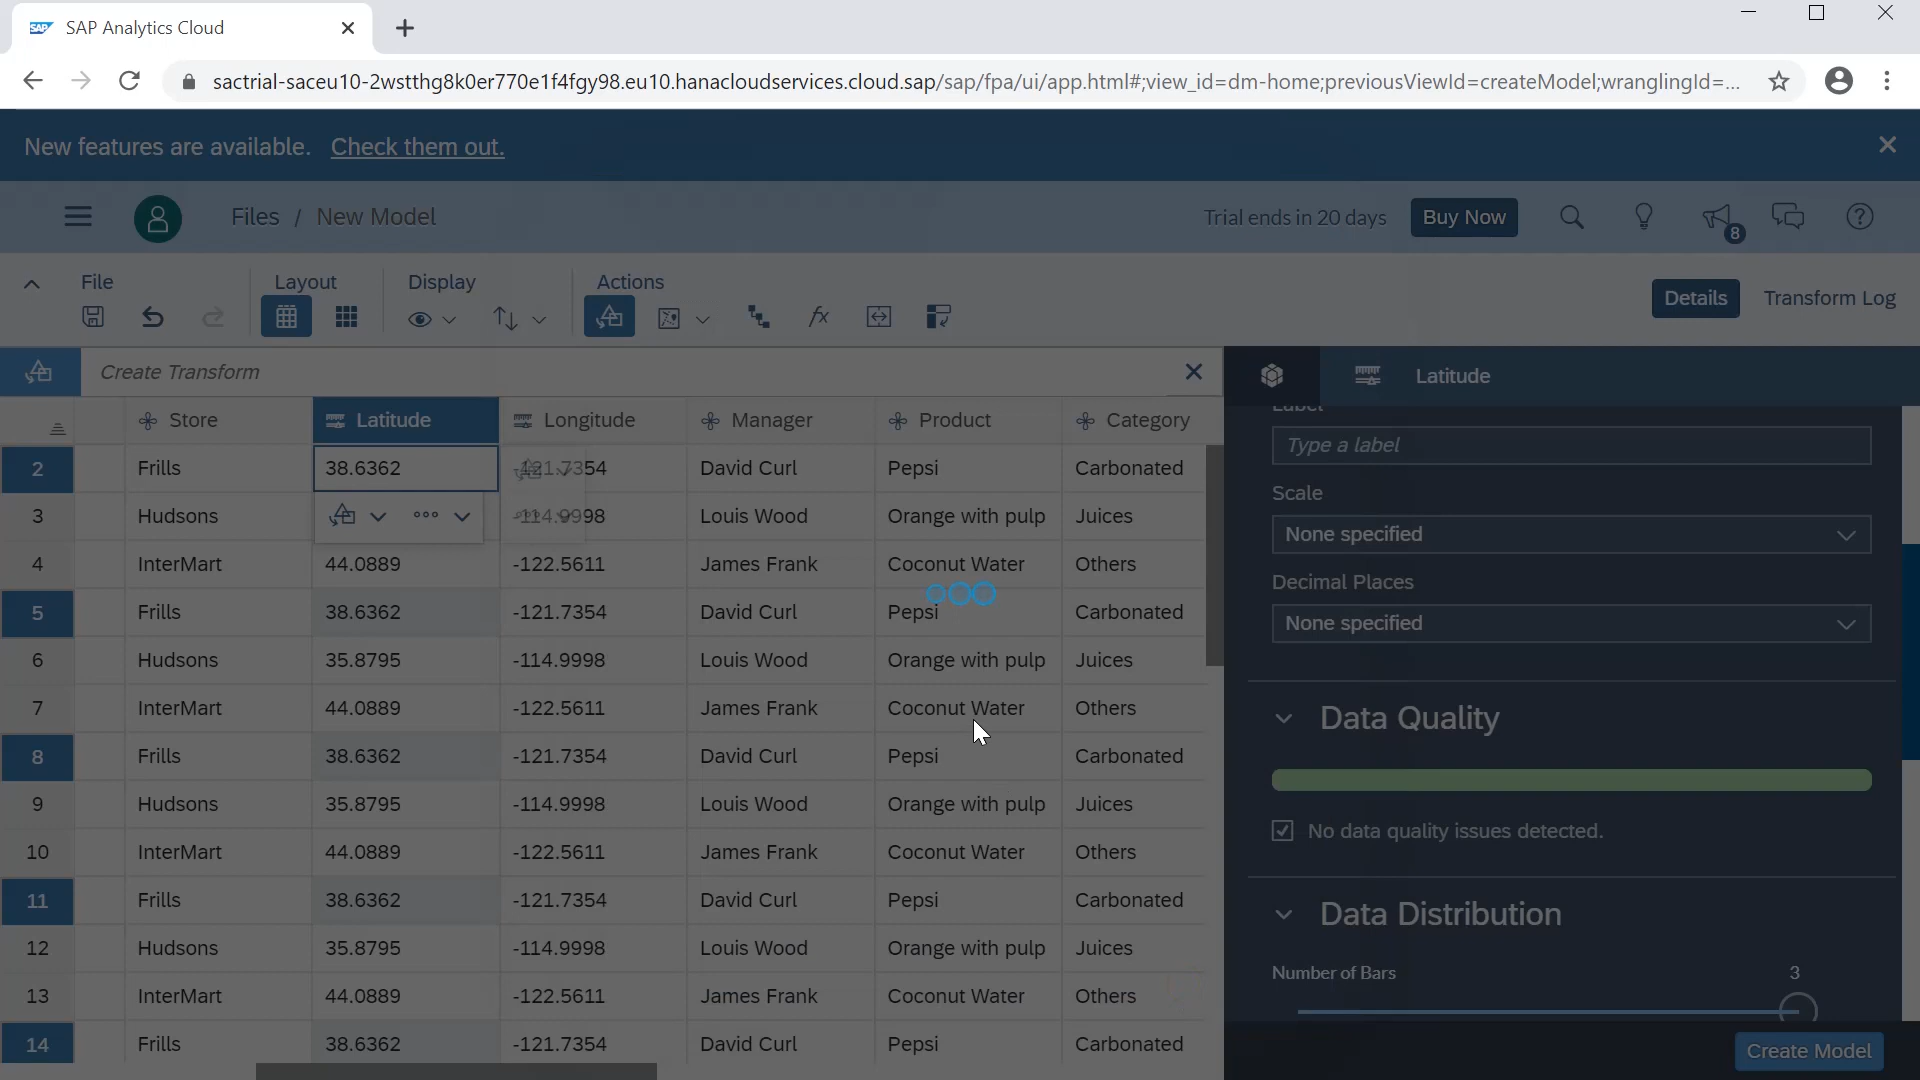 SAP SAP Analytics Cloud
sactrial-saceu10-2wstthg8k0er770e1f4fgy98.eu10.hanacloudservices.cloud.sap/sap/fpa/ui/app.html#;view_id=dm-home;previousViewId=createModel;wranglingId=...
New features are available. Check them out.
Files / New Model
Trial ends in 20 days Buy Now 8
File Layout Display Actions
fx Details Transform Log
Create Transform Latitude
Store Latitude Longitude Manager Product Category
Label
Type a label
2 Frills 38.6362 -121.7354 David Curl Pepsi Carbonated
Scale
3 Hudsons -114.9998 Louis Wood Orange with pulp Juices
None specified
4 InterMart 44.0889 -122.5611 James Frank Coconut Water Others
Decimal Places
5 Frills 38.6362 -121.7354 David Curl Pepsi Carbonated
None specified
6 Hudsons 35.8795 -114.9998 Louis Wood Orange with pulp Juices
7 InterMart 44.0889 -122.5611 James Frank Coconut Water Others
Data Quality
8 Frills 38.6362 -121.7354 David Curl Pepsi Carbonated
9 Hudsons 35.8795 -114.9998 Louis Wood Orange with pulp Juices
No data quality issues detected.
10 InterMart 44.0889 -122.5611 James Frank Coconut Water Others
11 Frills 38.6362 -121.7354 David Curl Pepsi Carbonated
Data Distribution
12 Hudsons 35.8795 -114.9998 Louis Wood Orange with pulp Juices
Number of Bars 3
13 InterMart 44.0889 -122.5611 James Frank Coconut Water Others
14 Frills 38.6362 -121.7354 David Curl Pepsi Carbonated
Create Model